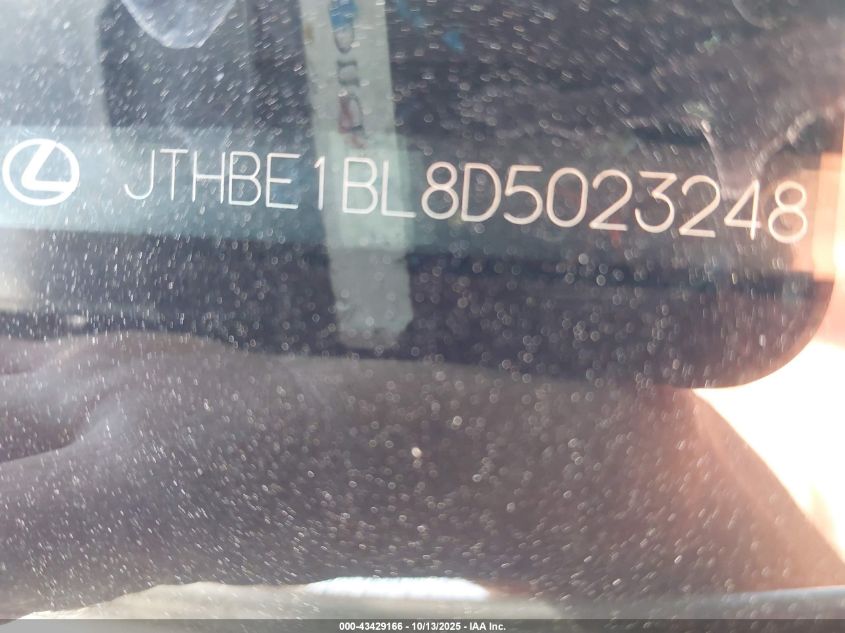 JTHBE1BL8D5023248
000-43429166 - 10/13/2025 - IAA Inc.